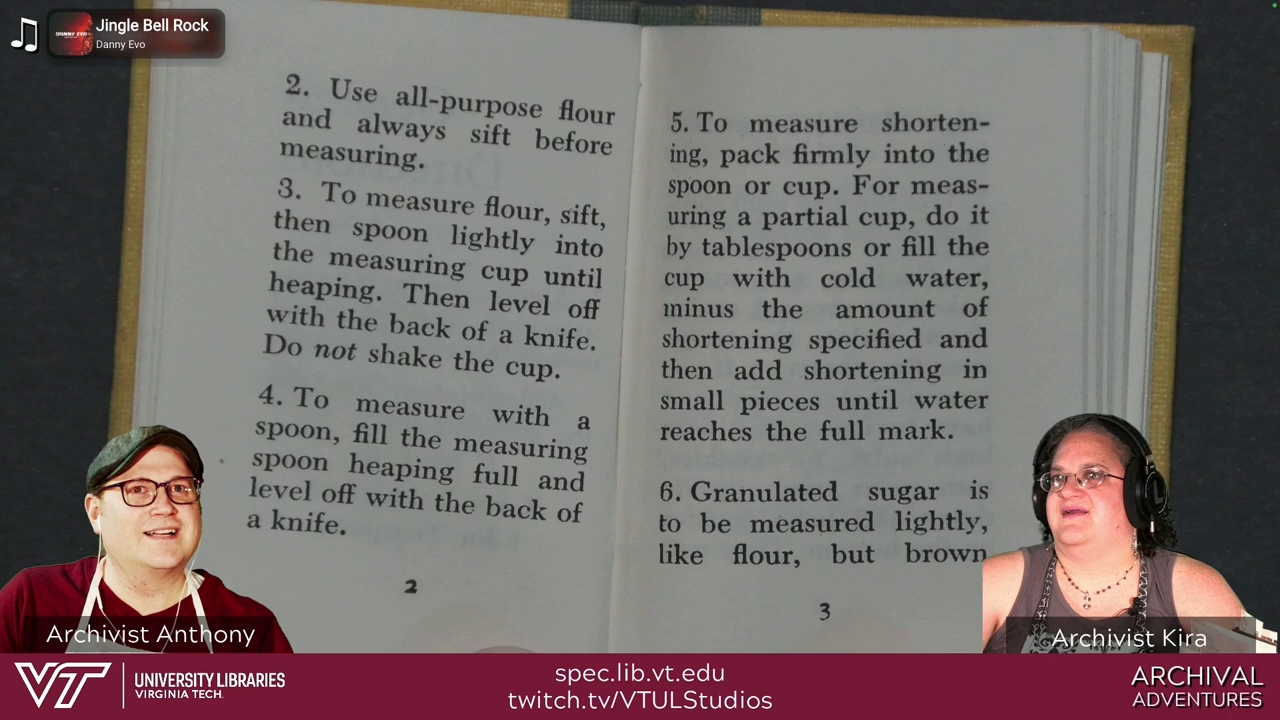 Jingle Bell Rock
Danny Evo
2. Use all-purpose flour
and always sift before
measuring.
3. To measure flour, sift,
then spoon lightly into
the measuring cup until
heaping. Then level off
with the back of a knife.
Do not shake the cup.
4. To measure with a
spoon, fill the measuring
spoon heaping full and
level off with the back of
a knife.
2
5. To measure shorten-
ing, pack firmly into the
spoon or cup. For meas-
uring a partial cup, do it
by tablespoons or fill the
cup with cold water,
minus the amount of
shortening specified and
then add shortening in
small pieces until water
reaches the full mark.
6. Granulated sugar is
to be measured lightly,
like flour, but brown
3
Archivist Anthony
Archivist Kira
VT
UNIVERSITY LIBRARIES
VIRGINIA TECH
spec.lib.vt.edu
twitch.tv/VTULStudios
ARCHIVAL
ADVENTURES